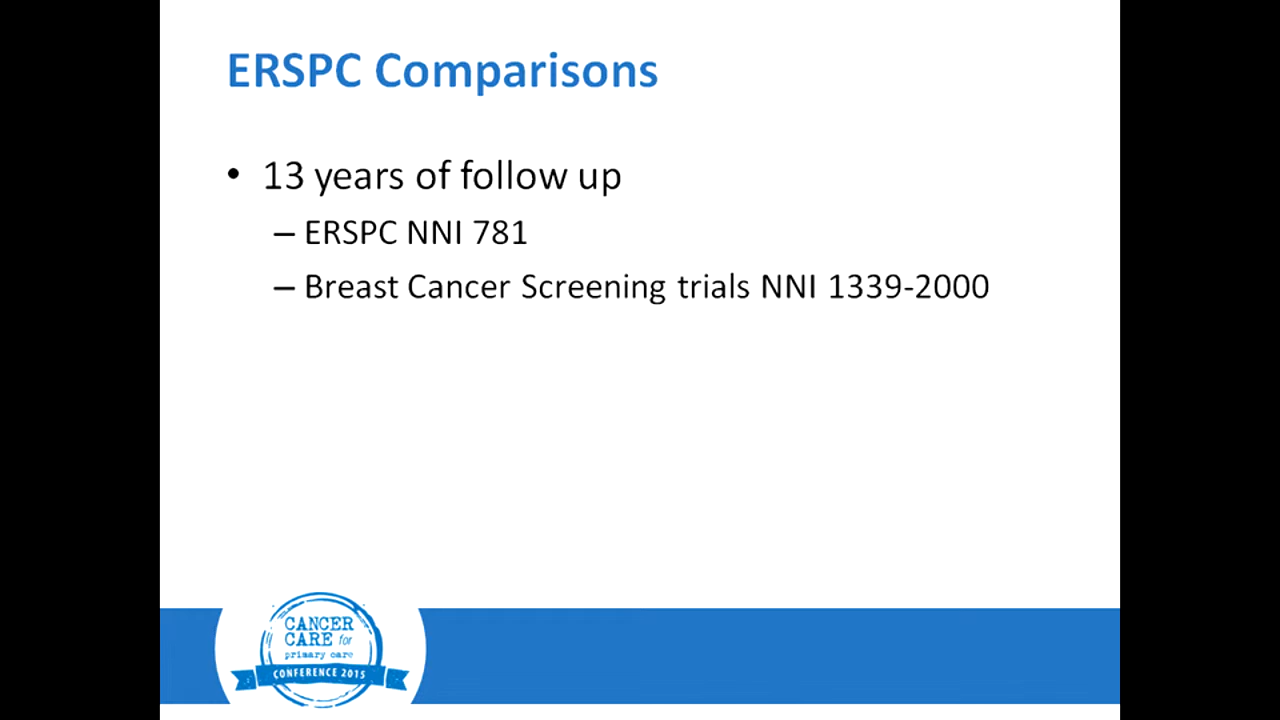 ERSPC Comparisons
• 13 years of follow up
– ERSPC NNI 781
– Breast Cancer Screening trials NNI 1339-2000
CANCER
CARE for
primary care
CONFERENCE 2015